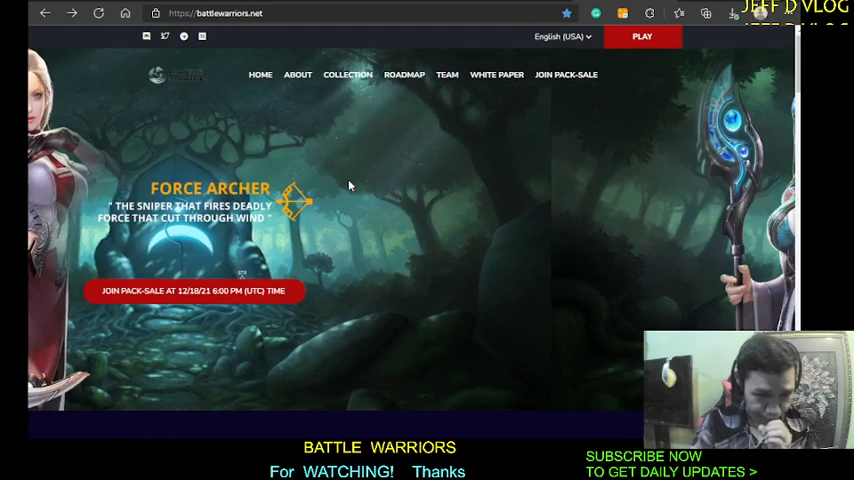 JEFF D VLOG
https://battlewarriors.net
English (USA)
PLAY
HOME ABOUT COLLECTION ROADMAP TEAM WHITE PAPER JOIN PACK-SALE
FORCE ARCHER
" THE SNIPER THAT FIRES DEADLY
FORCE THAT CUT THROUGH WIND "
STR
JOIN PACK-SALE AT 12/18/21 6:00 PM (UTC) TIME
BATTLE WARRIORS
For WATCHING! Thanks
SUBSCRIBE NOW
TO GET DAILY UPDATES >